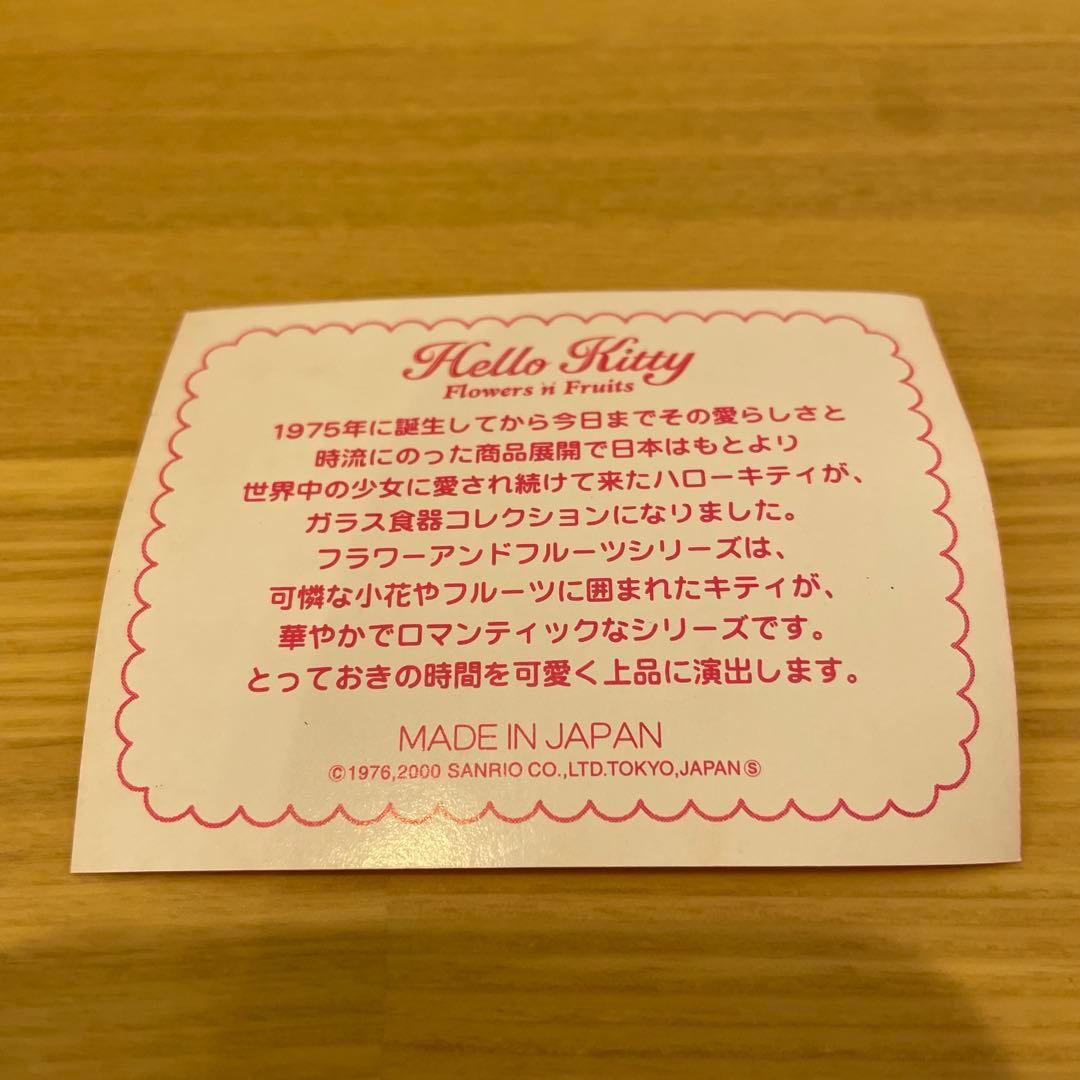 Hello Kitty
Flowers 'n' Fruits
1975年に誕生してから今日までその愛らしさと
時流にのった商品展開で日本はもとより
世界中の少女に愛され続けて来たハローキティが、
ガラス食器コレクションになりました。
フラワーアンドフルーツシリーズは、
可憐な小花やフルーツに囲まれたキティが、
華やかでロマンティックなシリーズです。
とっておきの時間を可愛く上品に演出します。
MADE IN JAPAN
©1976,2000 SANRIO CO.,LTD.TOKYO,JAPAN Ⓢ